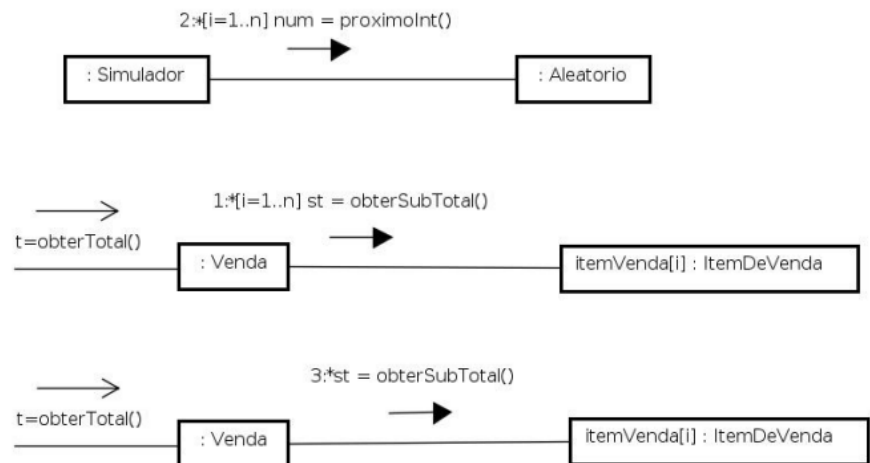 2:*[i=1..n] num = proximoInt()
: Simulador
: Aleatorio
1:*[i=1..n] st = obterSubTotal()
t=obterTotal()
: Venda
itemVenda[i] : ItemDeVenda
3:*st = obterSubTotal()
t=obterTotal()
: Venda
itemVenda[i] : ItemDeVenda